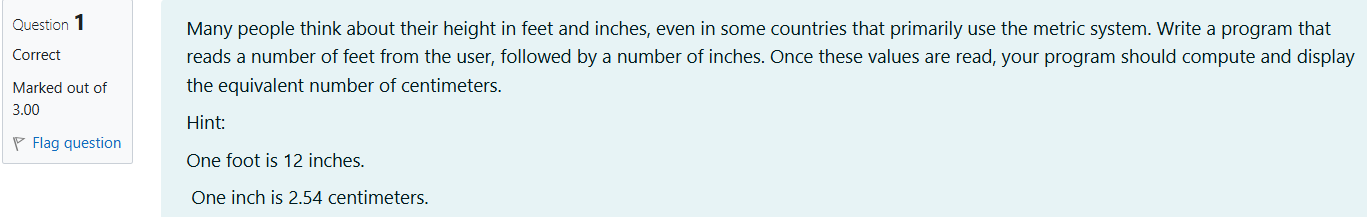 Question 1
Correct
Marked out of
3.00
Flag question
Many people think about their height in feet and inches, even in some countries that primarily use the metric system. Write a program that
reads a number of feet from the user, followed by a number of inches. Once these values are read, your program should compute and display
the equivalent number of centimeters.
Hint:
One foot is 12 inches.
One inch is 2.54 centimeters.